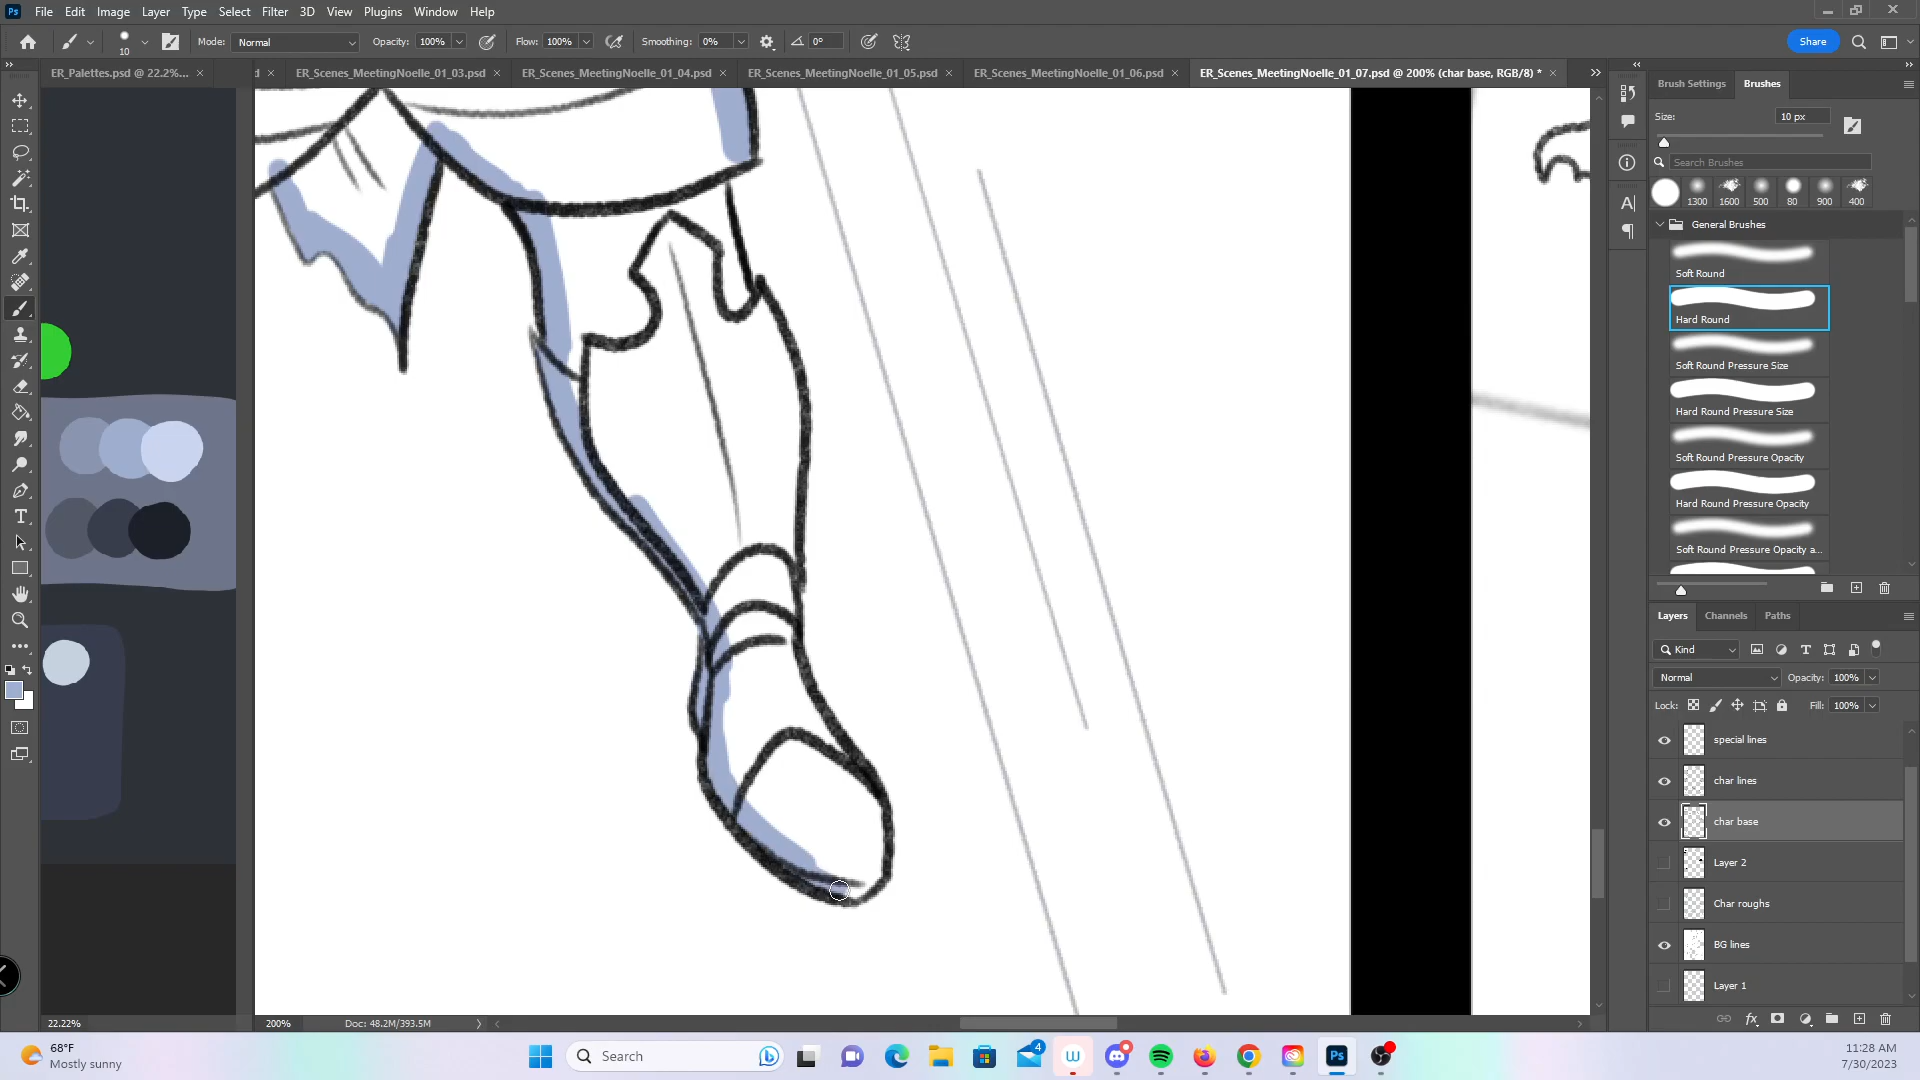 Ps File Edit Image Layer Type Select Filter 3D View Plugins Window Help
10 Mode: Normal Opacity: 100% Flow: 100% Smoothing: 0% 0° Share
ER_Palettes.psd @ 22.2%... × d × ER_Scenes_MeetingNoelle_01_03.psd × ER_Scenes_MeetingNoelle_01_04.psd × ER_Scenes_MeetingNoelle_01_05.psd × ER_Scenes_MeetingNoelle_01_06.psd × ER_Scenes_MeetingNoelle_01_07.psd @ 200% (char base, RGB/8) * ×
Brush Settings Brushes
Size: 10 px
Search Brushes
1300 1600 500 80 900 400
General Brushes
Soft Round
Hard Round
Soft Round Pressure Size
Hard Round Pressure Size
Soft Round Pressure Opacity
Hard Round Pressure Opacity
Soft Round Pressure Opacity a...
Layers Channels Paths
Kind
Normal Opacity: 100%
Lock: Fill: 100%
special lines
char lines
char base
Layer 2
Char roughs
BG lines
Layer 1
22.22% 200% Doc: 48.2M/393.5M
68°F
Mostly sunny
Search
4
Ps
11:28 AM
7/30/2023